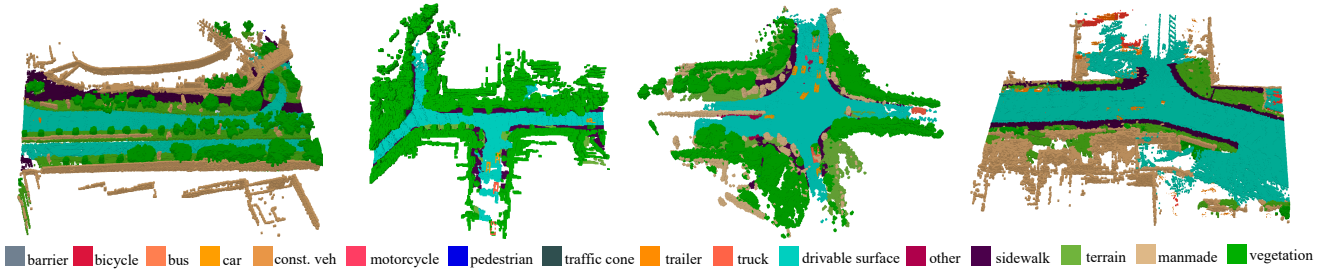 barrier bicycle bus car const. veh motorcycle pedestrian traffic cone trailer truck drivable surface other sidewalk terrain manmade vegetation